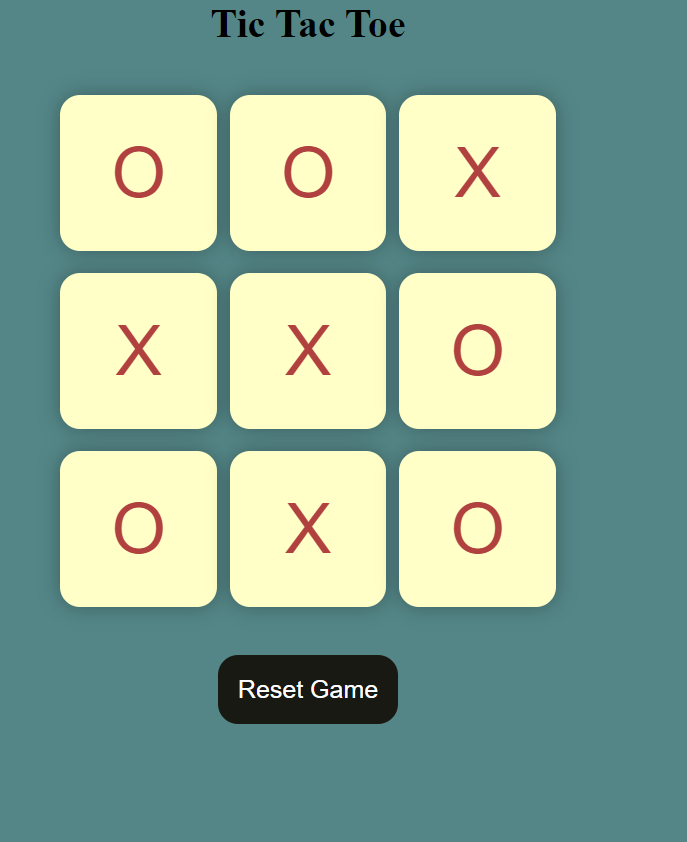 Tic Tac Toe
O O X
X X O
O X O
Reset Game